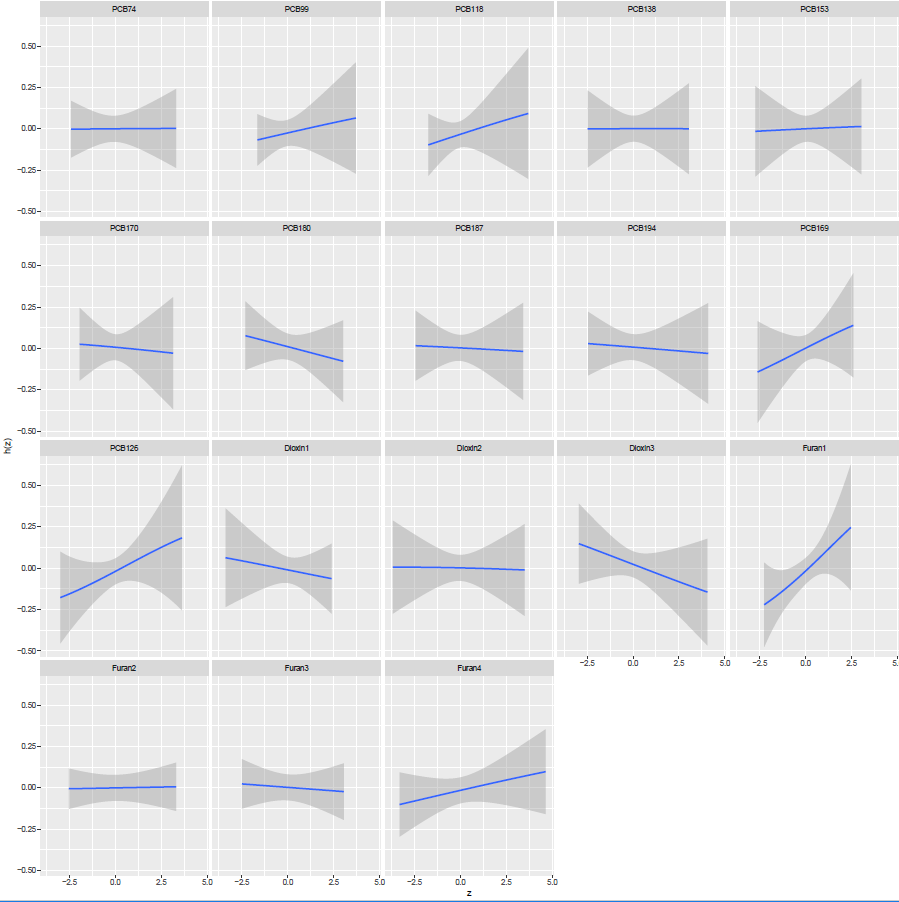 PCB74 PCB99 PCB118 PCB138 PCB153
0.50
0.25
0.00
−0.25
−0.50
PCB170 PCB180 PCB187 PCB194 PCB169
0.50
0.25
0.00
−0.25
−0.50
h(z)
PCB126 Dioxin1 Dioxin2 Dioxin3 Furan1
0.50
0.25
0.00
−0.25
−0.50
−2.5 0.0 2.5 5.0 −2.5 0.0 2.5 5.
Furan2 Furan3 Furan4
0.50
0.25
0.00
−0.25
−0.50
−2.5 0.0 2.5 5.0 −2.5 0.0 2.5 5.0 −2.5 0.0 2.5 5.0
z